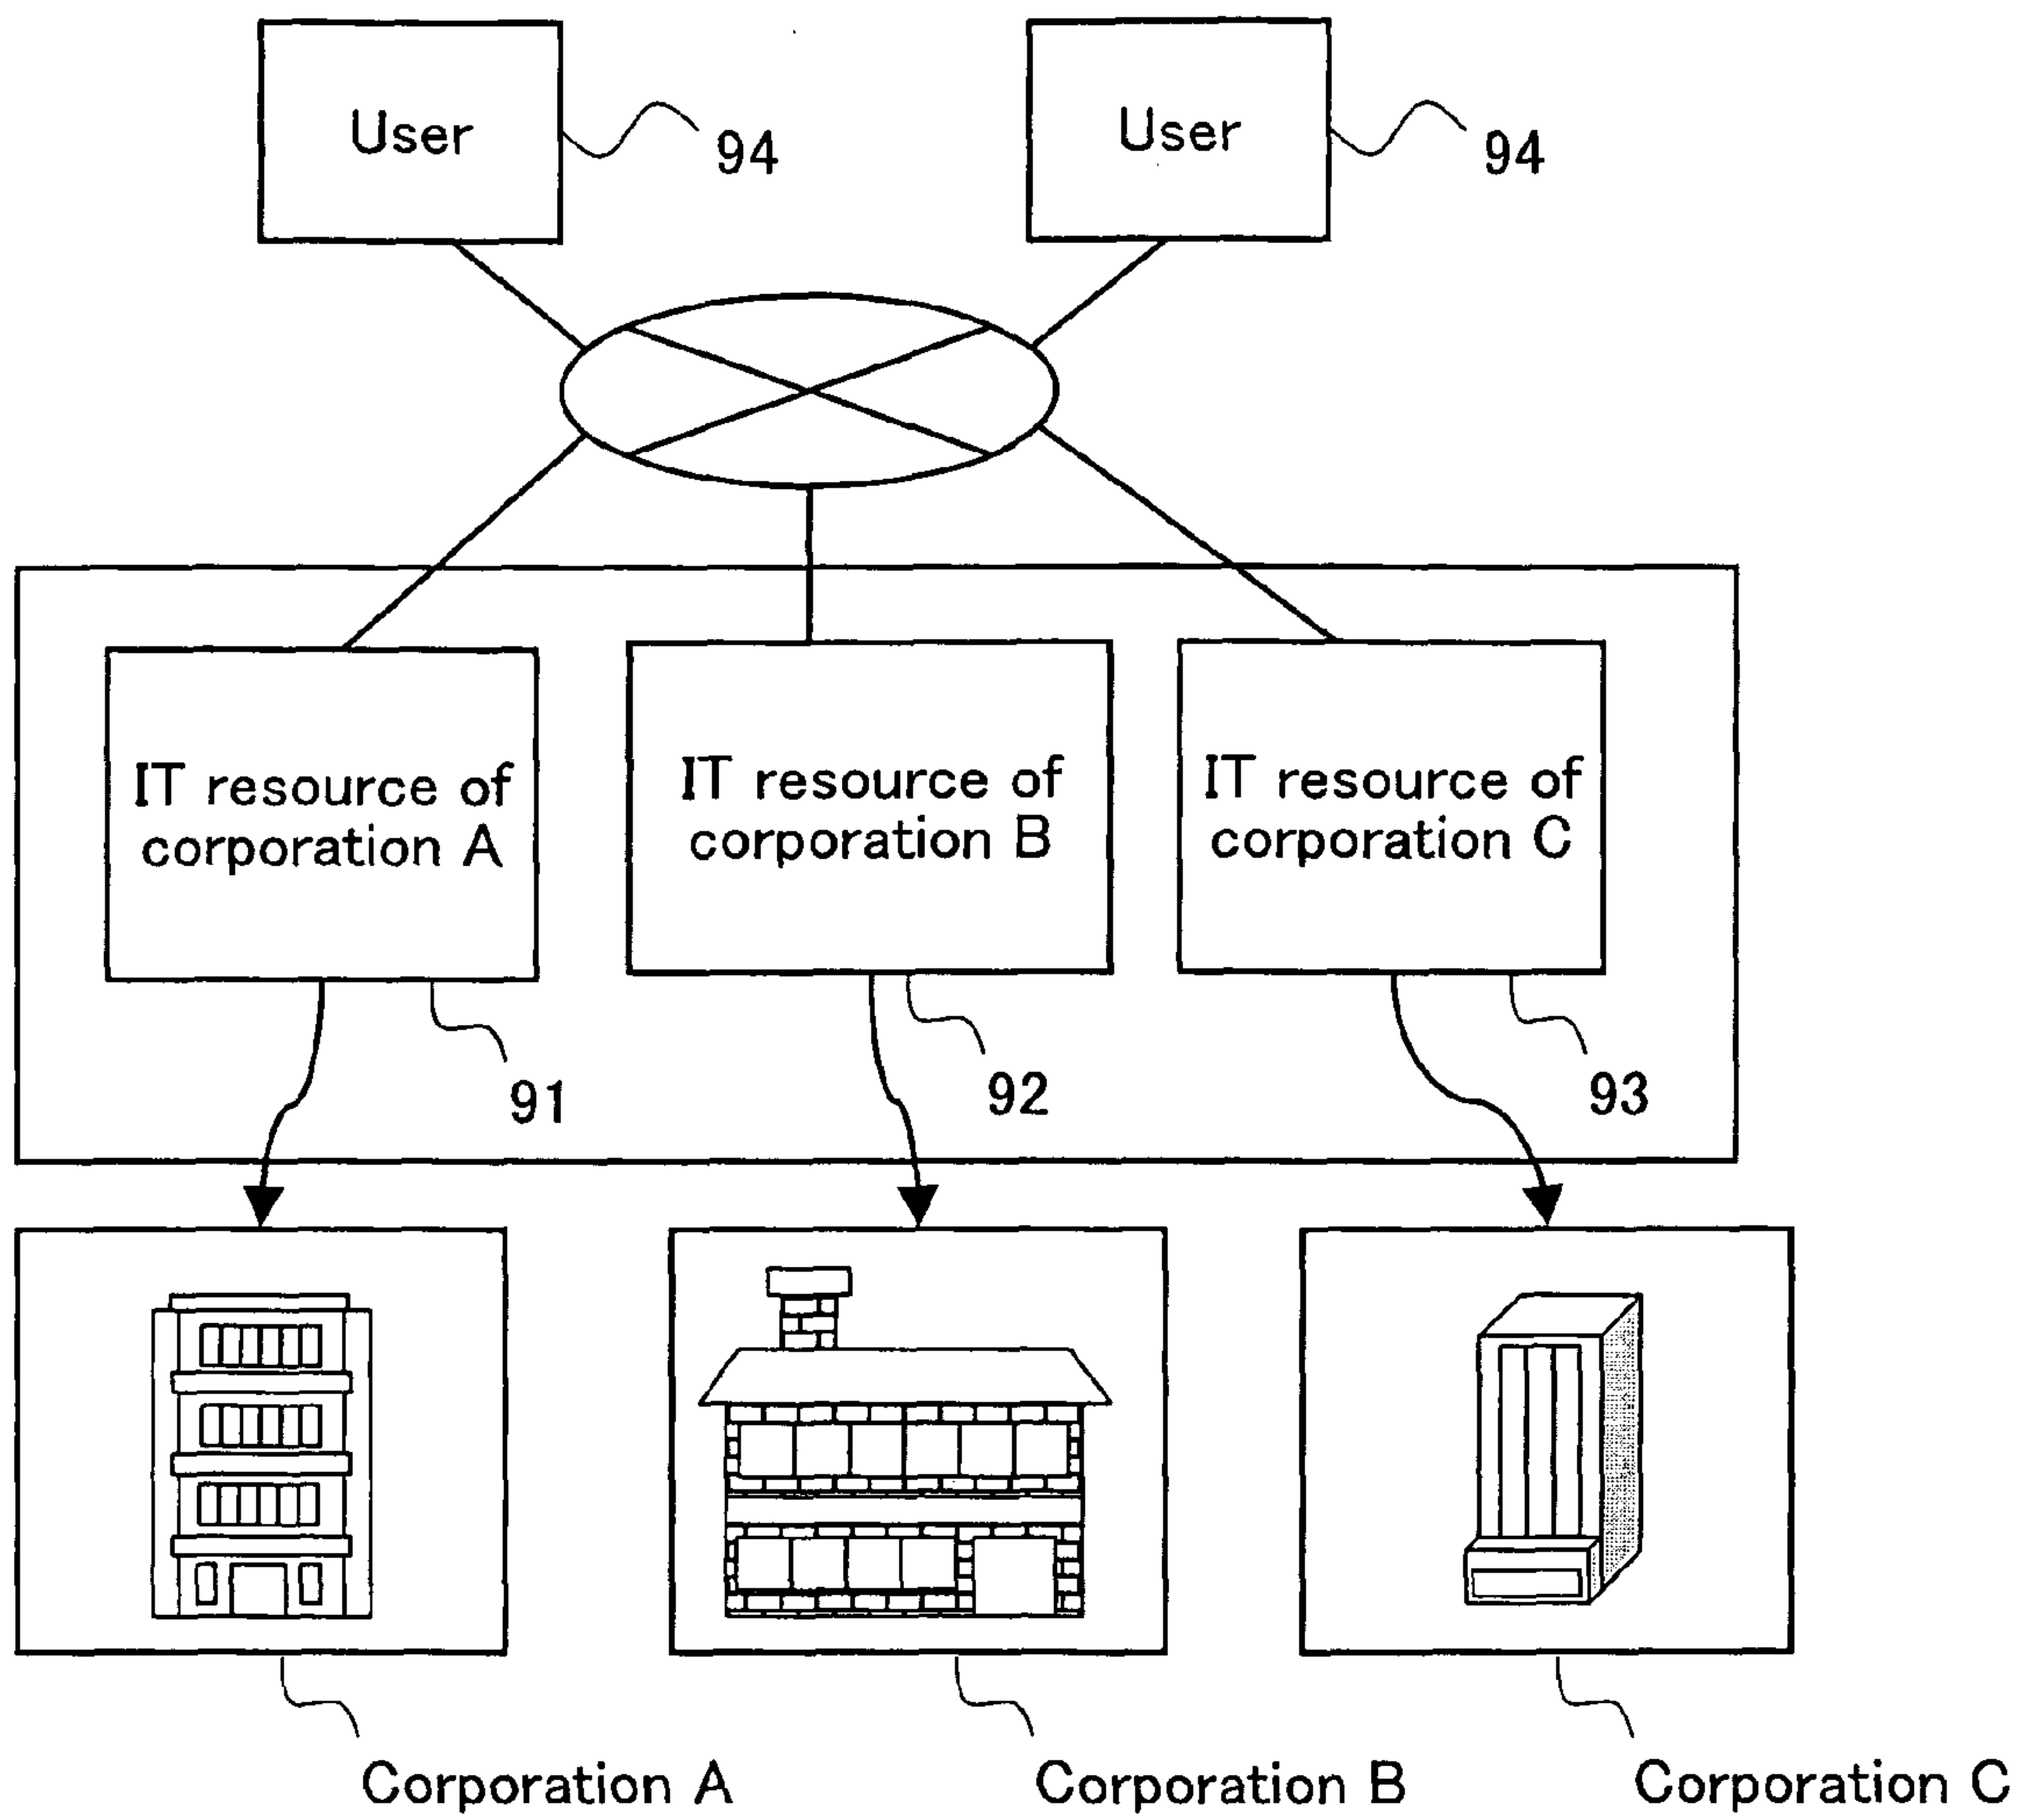 User
94
User
94
IT resource of
corporation A
IT resource of
corporation B
IT resource of
corporation C
91
92
93
Corporation A
Corporation B
Corporation C